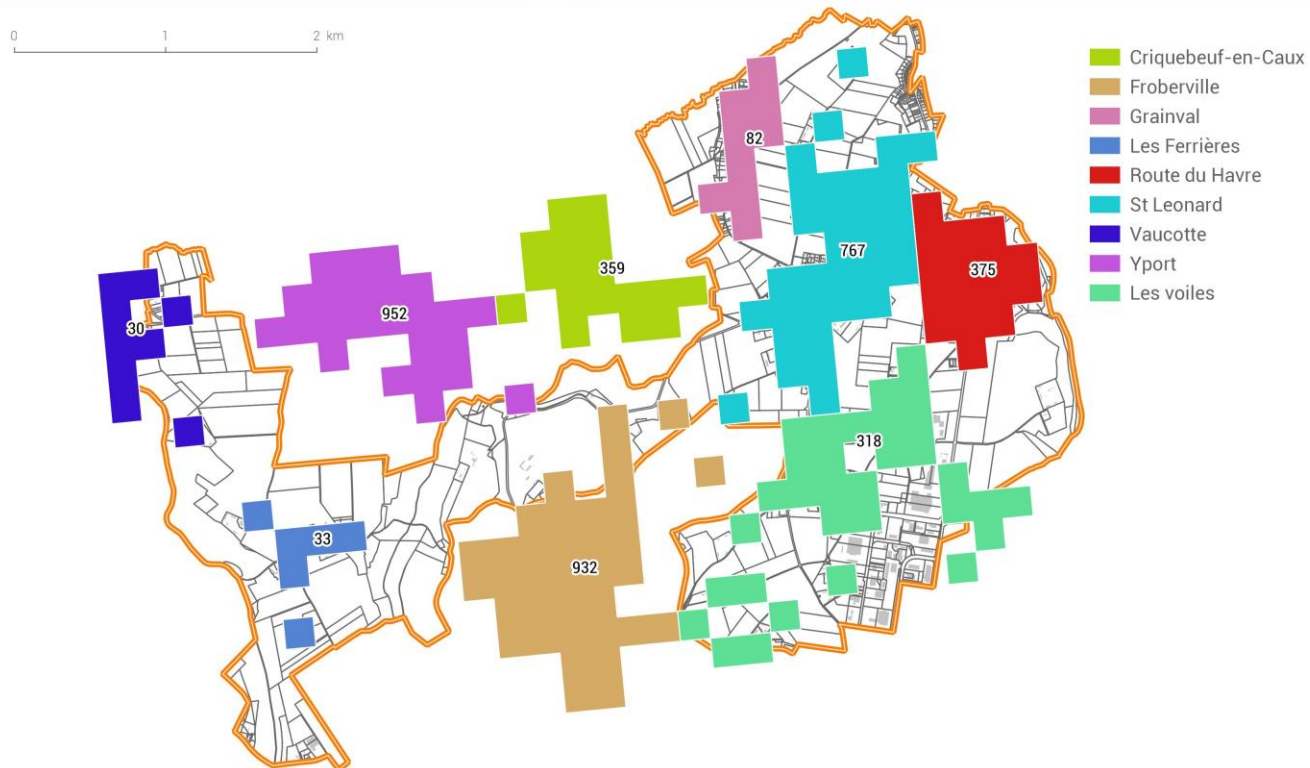 0 1 2 km
Criquebeuf-en-Caux
Froberville
Grainval
Les Ferrières
Route du Havre
St Leonard
Vaucotte
Yport
Les voiles
82
767
375
359
952
30
318
33
932